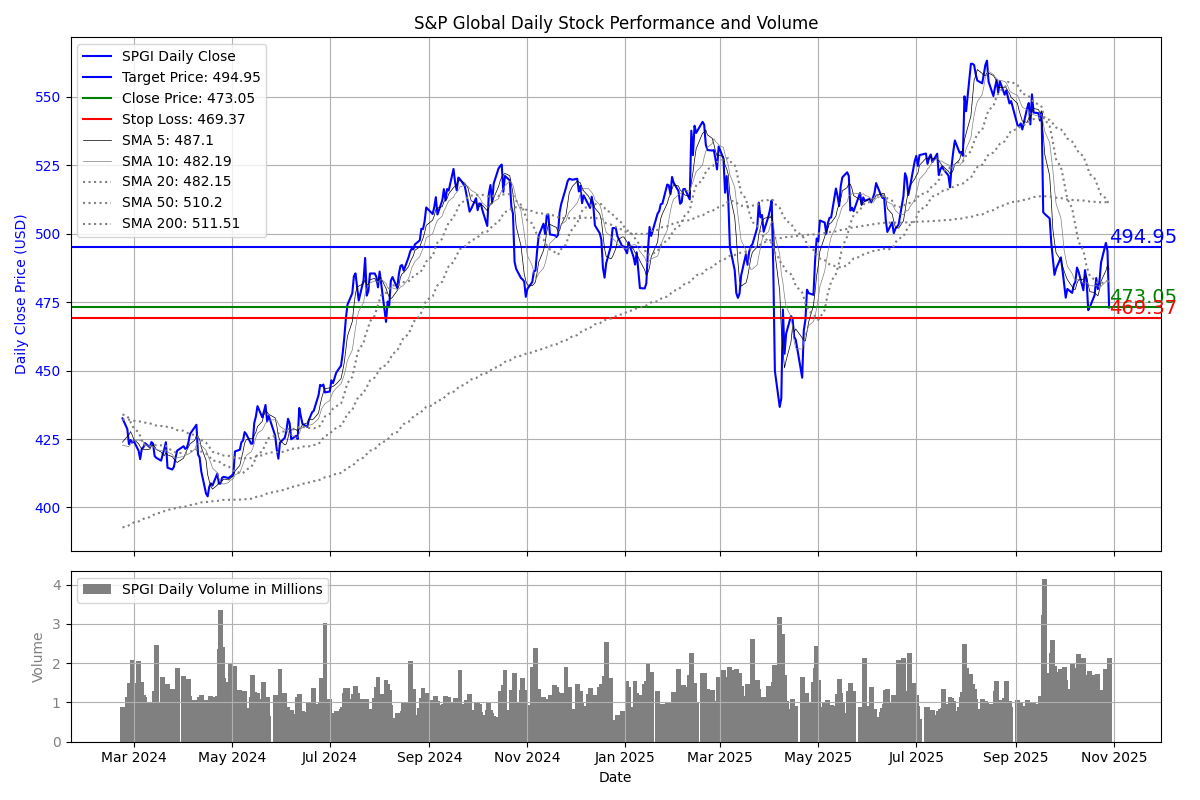 S&P Global Daily Stock Performance and Volume
SPGI Daily Close
Target Price: 494.95
Close Price: 473.05
Stop Loss: 469.37
SMA 5: 487.1
SMA 10: 482.19
SMA 20: 482.15
SMA 50: 510.2
SMA 200: 511.51
Daily Close Price (USD)
550
525
500
475
450
425
400
494.95
473.05
469.37
SPGI Daily Volume in Millions
Volume
4
3
2
1
0
Mar 2024 May 2024 Jul 2024 Sep 2024 Nov 2024 Jan 2025 Mar 2025 May 2025 Jul 2025 Sep 2025 Nov 2025
Date